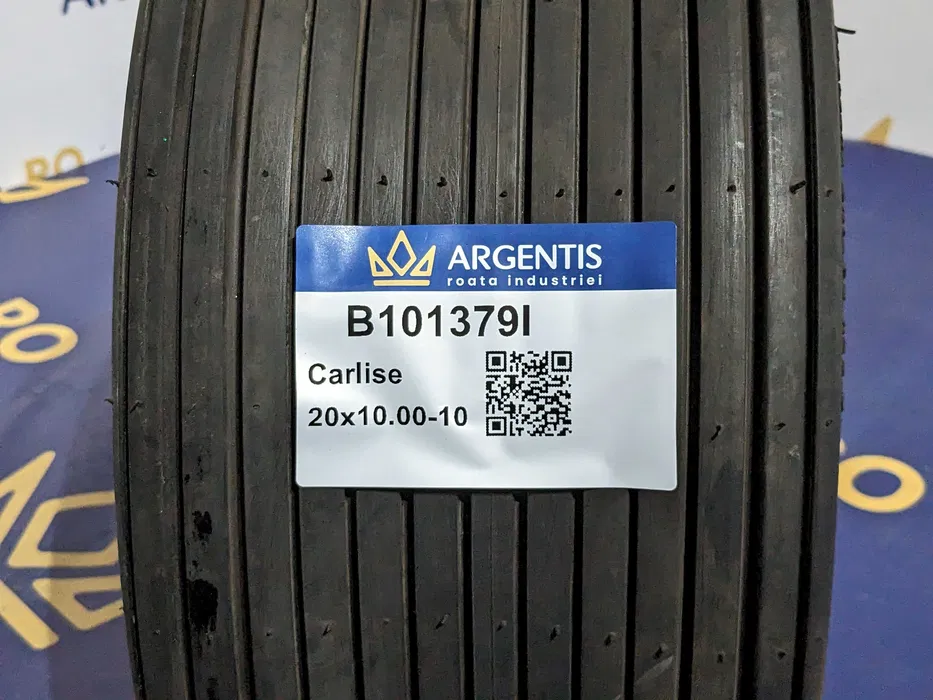 ARGENTIS
roata industriei
B101379I
Carlise
20x10.00-10